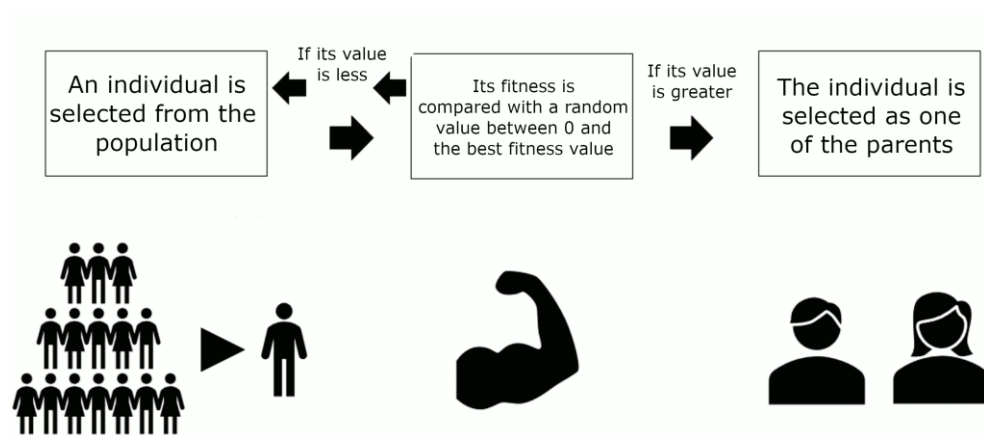 An individual is
selected from the
population
If its value
is less
Its fitness is
compared with a random
value between 0 and
the best fitness value
If its value
is greater
The individual is
selected as one
of the parents